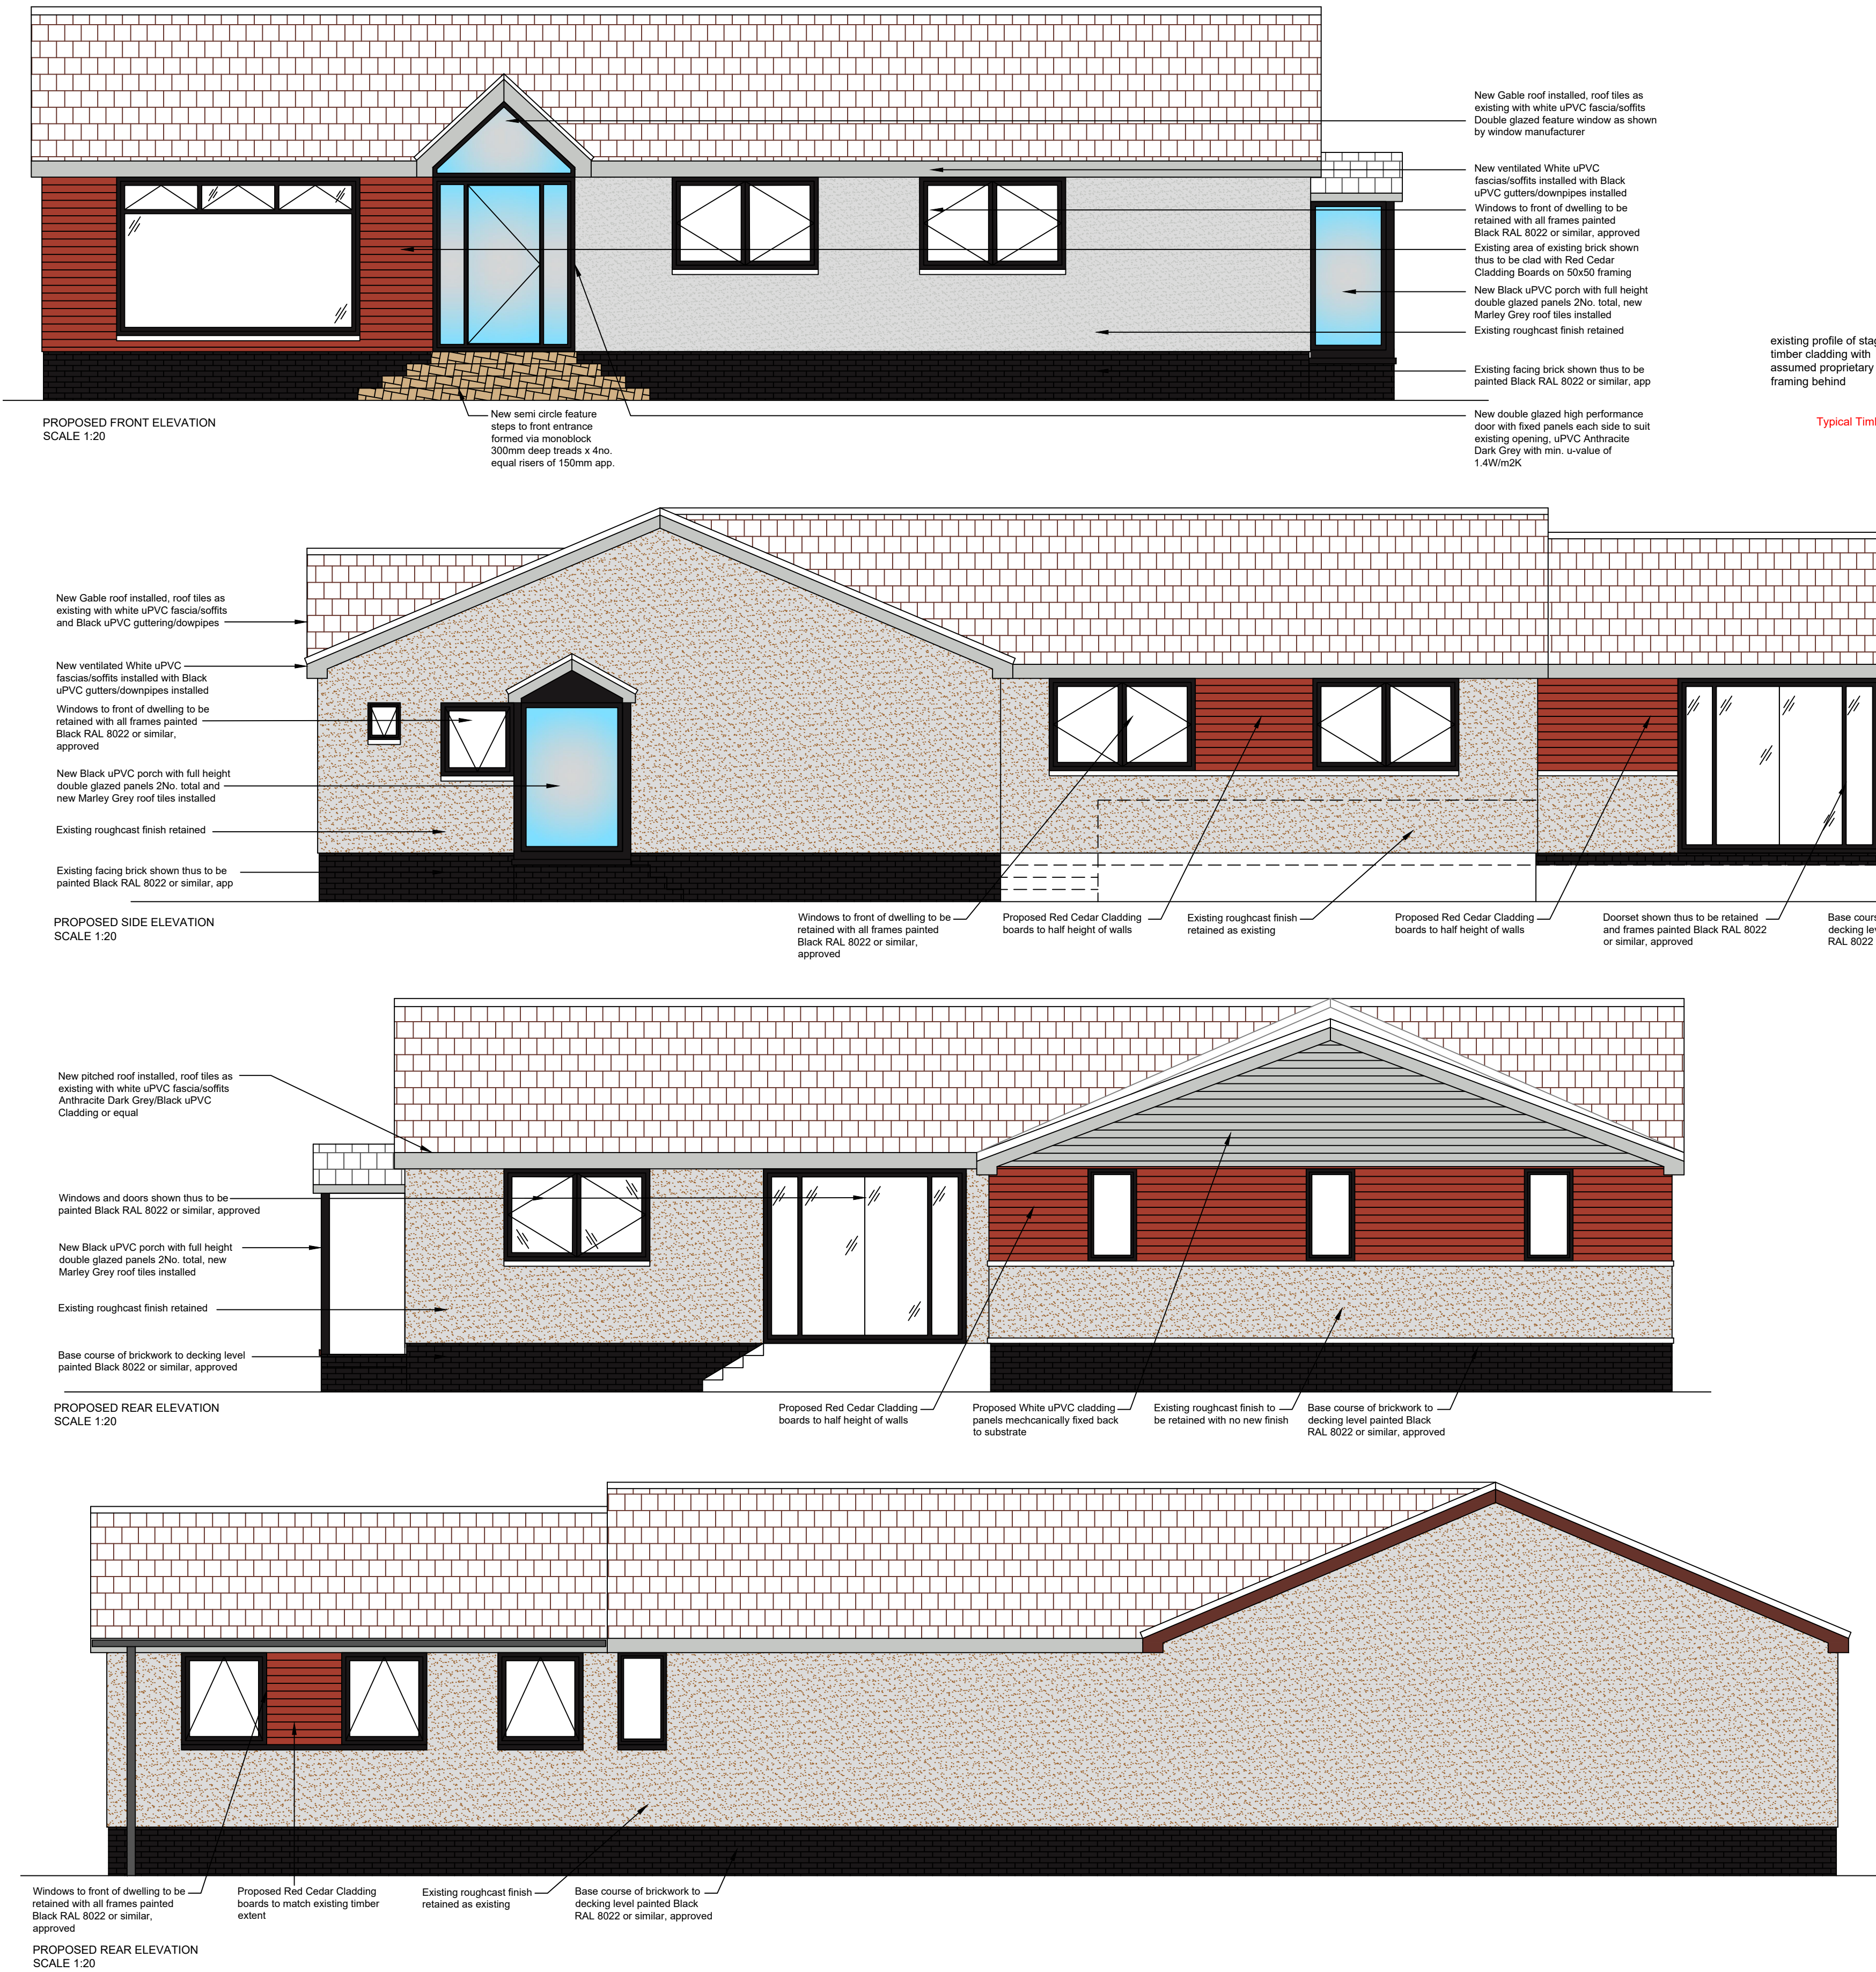 New Gable roof installed, roof tiles as
existing with white uPVC fascia/soffits
Double glazed feature window as shown
by window manufacturer
New ventilated White uPVC
fascias/soffits installed with Black
uPVC gutters/downpipes installed
Windows to front of dwelling to be
retained with all frames painted
Black RAL 8022 or similar, approved
Existing area of existing brick shown
thus to be clad with Red Cedar
Cladding Boards on 50x50 framing
New Black uPVC porch with full height
double glazed panels 2No. total, new
Marley Grey roof tiles installed
Existing roughcast finish retained
Existing facing brick shown thus to be
painted Black RAL 8022 or similar, app
New double glazed high performance
door with fixed panels each side to suit
existing opening, uPVC Anthracite
Dark Grey with min. u-value of
1.4W/m2K
existing profile of stag
timber cladding with
assumed proprietary
framing behind
Typical Timb
New semi circle feature
steps to front entrance
formed via monoblock
300mm deep treads x 4no.
equal risers of 150mm app.
PROPOSED FRONT ELEVATION
SCALE 1:20
New Gable roof installed, roof tiles as
existing with white uPVC fascia/soffits
and Black uPVC guttering/dowpipes
New ventilated White uPVC
fascias/soffits installed with Black
uPVC gutters/downpipes installed
Windows to front of dwelling to be
retained with all frames painted
Black RAL 8022 or similar,
approved
New Black uPVC porch with full height
double glazed panels 2No. total and
new Marley Grey roof tiles installed
Existing roughcast finish retained
Existing facing brick shown thus to be
painted Black RAL 8022 or similar, app
PROPOSED SIDE ELEVATION
SCALE 1:20
Windows to front of dwelling to be
retained with all frames painted
Black RAL 8022 or similar,
approved
Proposed Red Cedar Cladding
boards to half height of walls
Existing roughcast finish
retained as existing
Proposed Red Cedar Cladding
boards to half height of walls
Doorset shown thus to be retained
and frames painted Black RAL 8022
or similar, approved
Base cours
decking lev
RAL 8022
New pitched roof installed, roof tiles as
existing with white uPVC fascia/soffits
Anthracite Dark Grey/Black uPVC
Cladding or equal
Windows and doors shown thus to be
painted Black RAL 8022 or similar, approved
New Black uPVC porch with full height
double glazed panels 2No. total, new
Marley Grey roof tiles installed
Existing roughcast finish retained
Base course of brickwork to decking level
painted Black 8022 or similar, approved
PROPOSED REAR ELEVATION
SCALE 1:20
Proposed Red Cedar Cladding
boards to half height of walls
Proposed White uPVC cladding
panels mechcanically fixed back
to substrate
Existing roughcast finish to
be retained with no new finish
Base course of brickwork to
decking level painted Black
RAL 8022 or similar, approved
Windows to front of dwelling to be
retained with all frames painted
Black RAL 8022 or similar,
approved
Proposed Red Cedar Cladding
boards to match existing timber
extent
Existing roughcast finish
retained as existing
Base course of brickwork to
decking level painted Black
RAL 8022 or similar, approved
PROPOSED REAR ELEVATION
SCALE 1:20